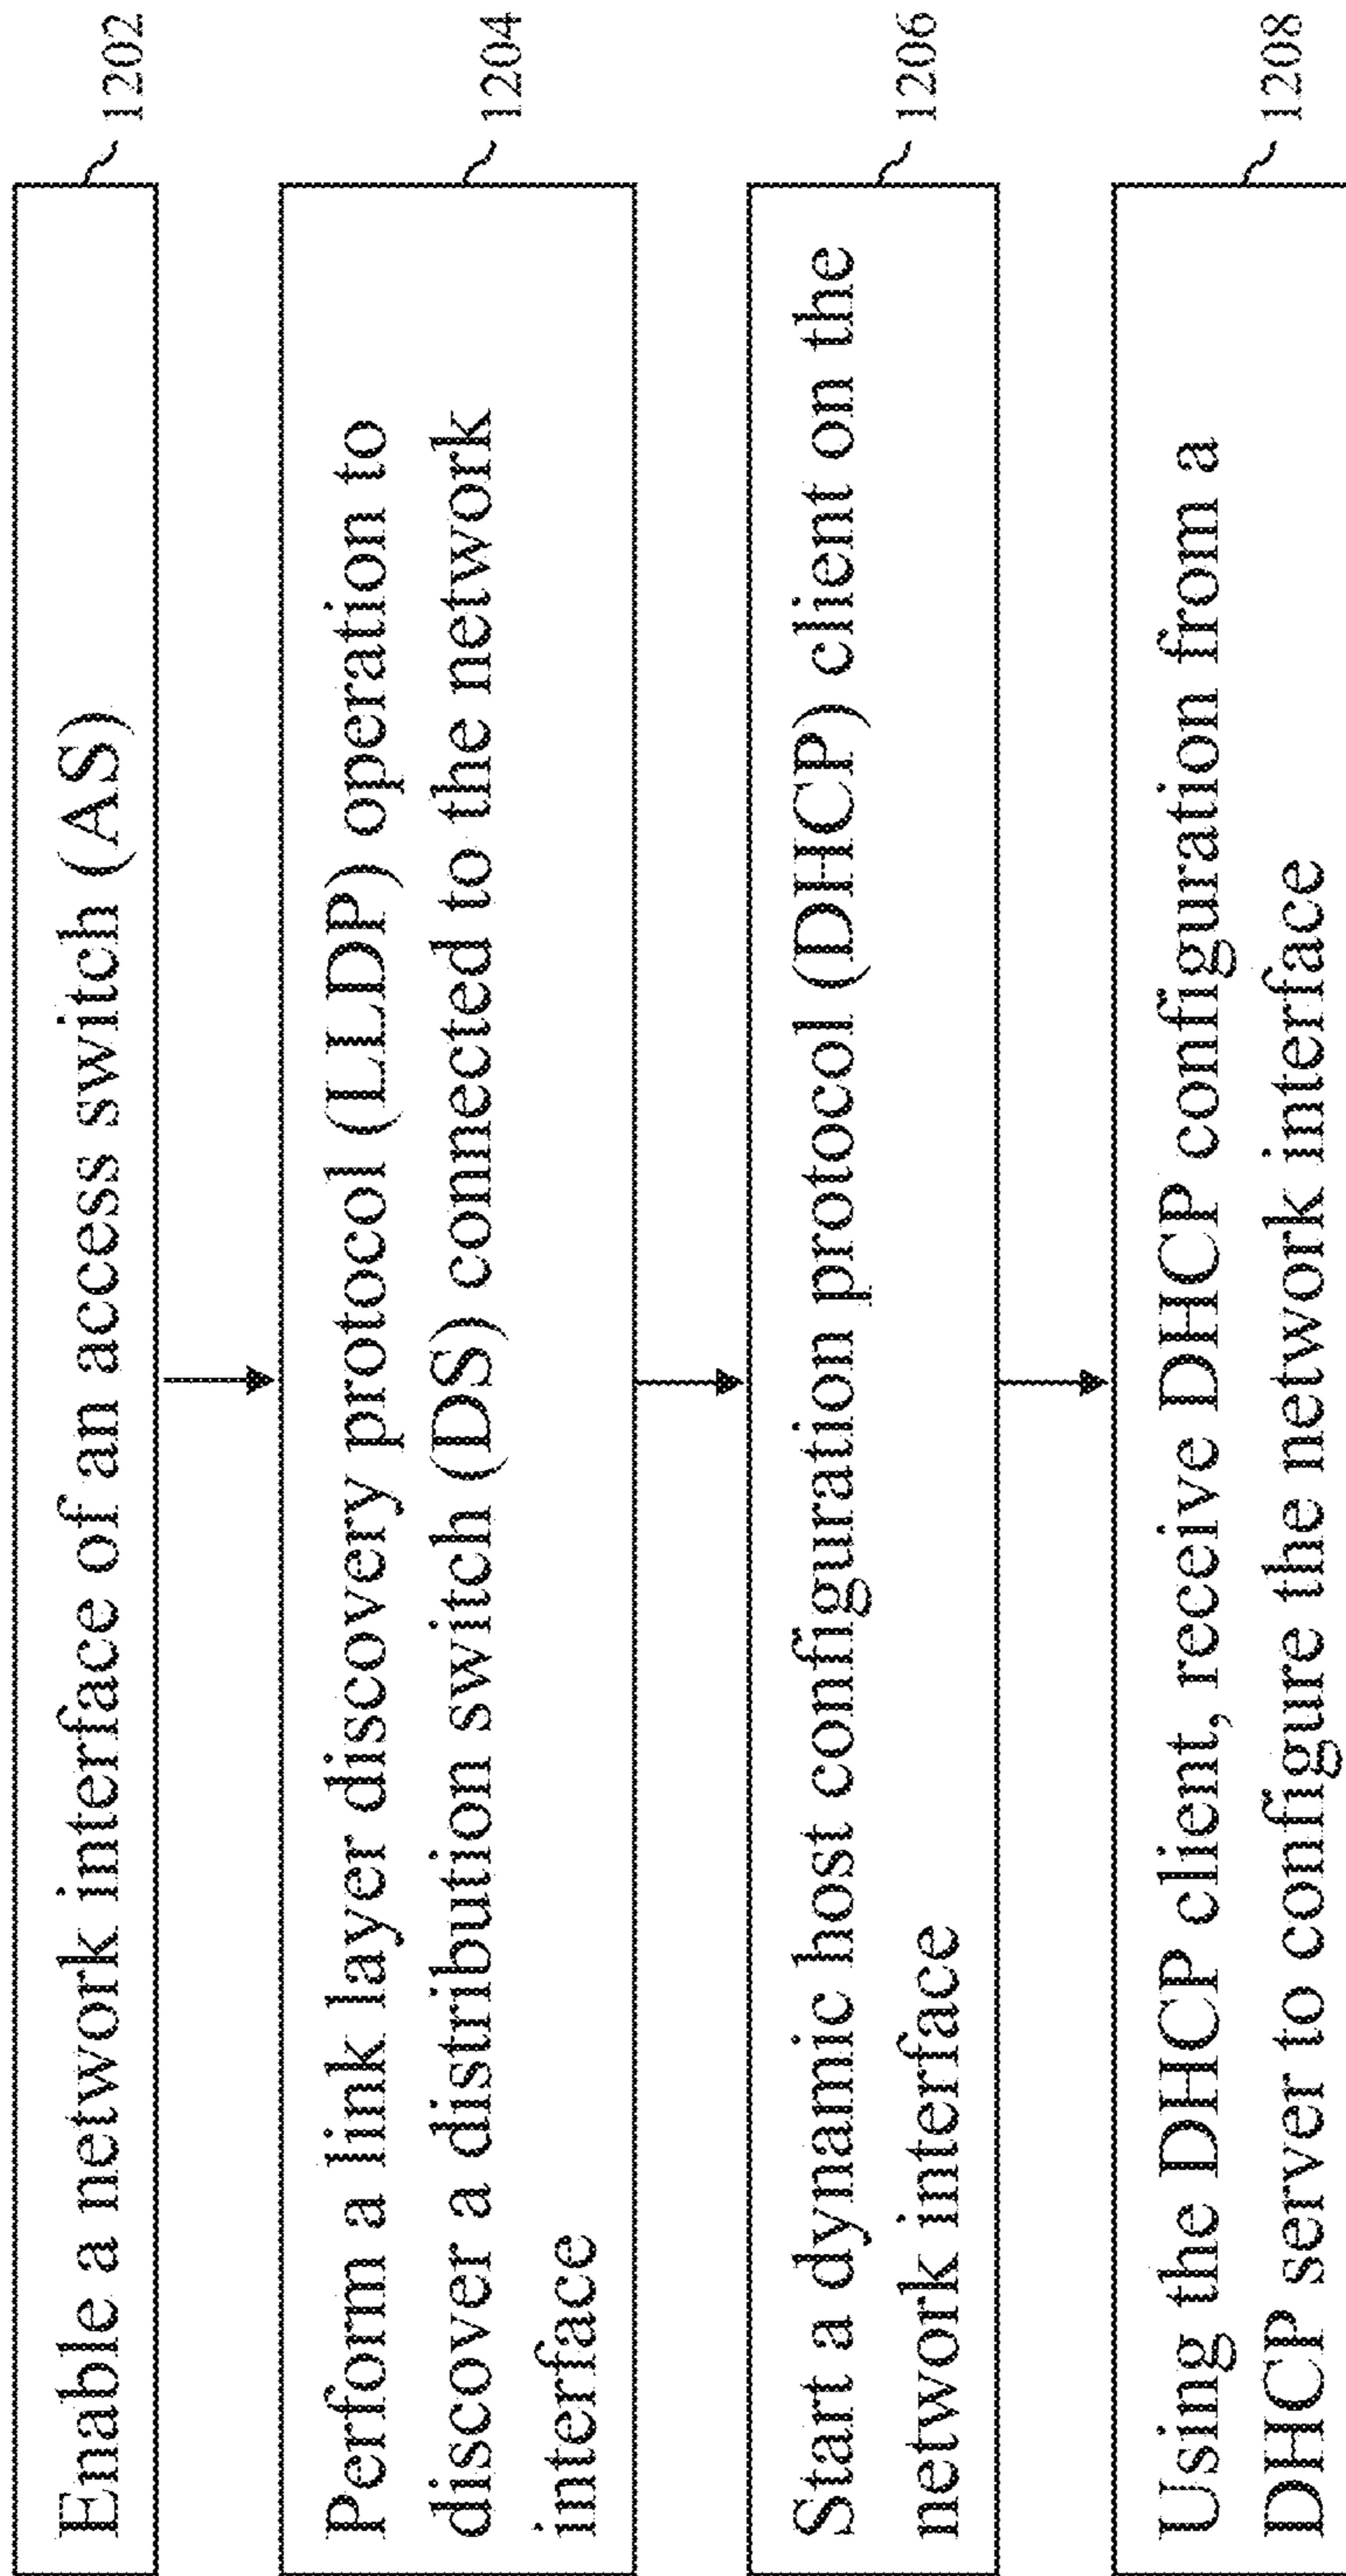 Enable a network interface of an access switch (AS)
1202
Perform a link layer discovery protocol (LLDP) operation to
discover a distribution switch (DS) connected to the network
interface
1204
Start a dynamic host configuration protocol (DHCP) client on the
network interface
1206
Using the DHCP client, receive DHCP configuration from a
DHCP server to configure the network interface
1208